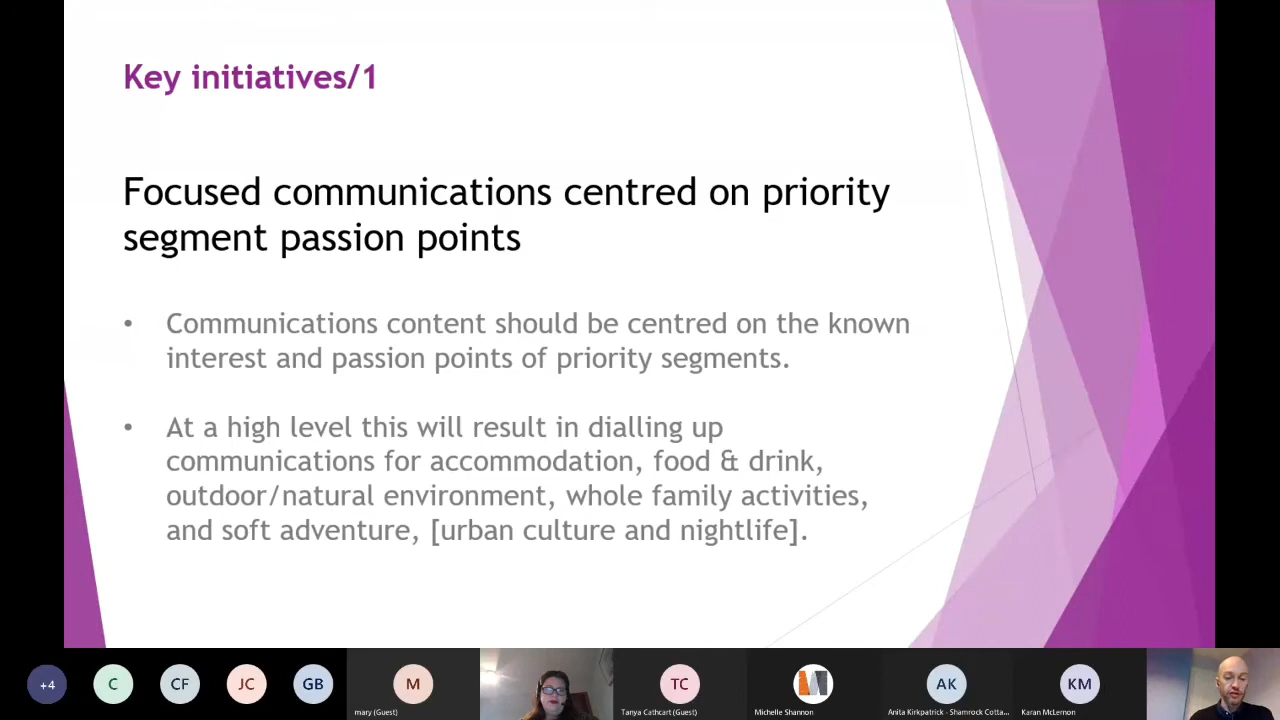 Key initiatives/1
Focused communications centred on priority
segment passion points
• Communications content should be centred on the known
interest and passion points of priority segments.
• At a high level this will result in dialling up
communications for accommodation, food & drink,
outdoor/natural environment, whole family activities,
and soft adventure, [urban culture and nightlife].
+4
C
CF
JC
GB
M
TC
AK
KM
mary (Guest)
Tanya Cathcart (Guest)
Michelle Shannon
Anita Kirkpatrick - Shamrock Cotta...
Karan McLernon